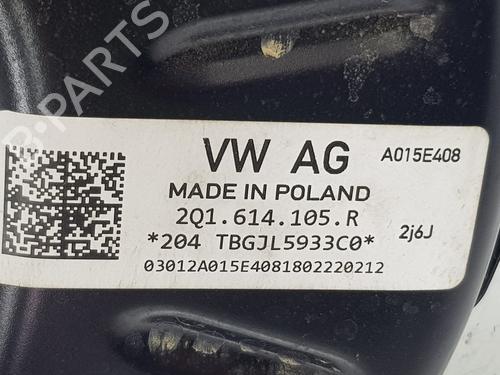 B-PARTS
VW AG
A015E408
MADE IN POLAND
2Q1.614.105.R
*204 TBGJL5933C0*
2j6J
03012A015E4081802220212